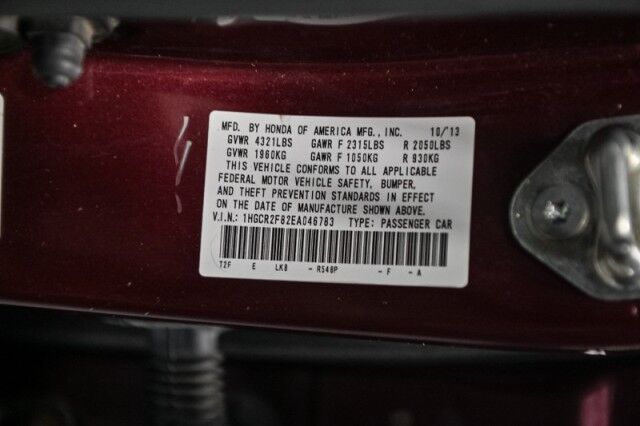 MFD. BY HONDA OF AMERICA MFG., INC. 10/13
GVWR 4321LBS GAWR F 2315LBS R 2050LBS
GVWR 1960KG GAWR F 1050KG R 930KG
THIS VEHICLE CONFORMS TO ALL APPLICABLE
FEDERAL MOTOR VEHICLE SAFETY, BUMPER,
AND THEFT PREVENTION STANDARDS IN EFFECT
ON THE DATE OF MANUFACTURE SHOWN ABOVE.
V.I.N.: 1HGCR2F82EA046783 TYPE: PASSENGER CAR
T2F E LK8 - R548P - F - A